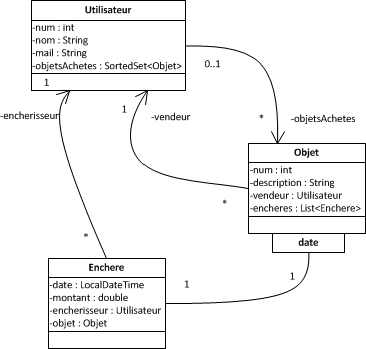 Utilisateur
-num : int
-nom : String
-mail : String
-objetsAchetes : SortedSet<Objet>
0..1
1
-encherisseur
1
-vendeur
*
-objetsAchetes
Objet
-num : int
-description : String
-vendeur : Utilisateur
-encheres : List<Enchere>
*
date
*
Enchere
-date : LocalDateTime
-montant : double
-encherisseur : Utilisateur
-objet : Objet
1
1